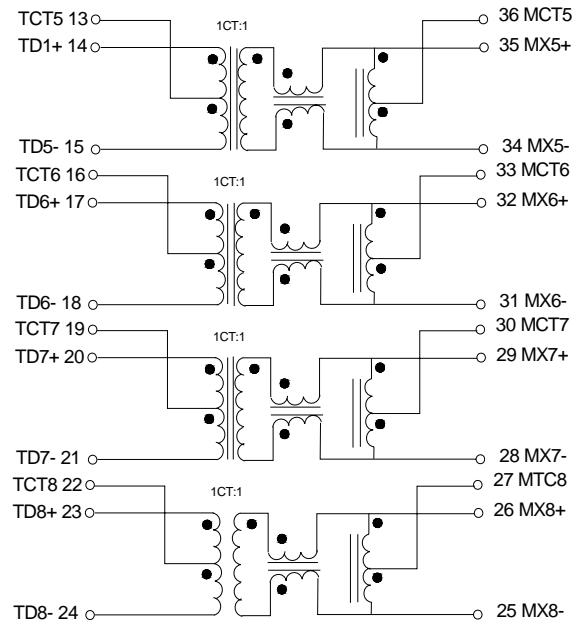 TCT5 13
1CT:1
36 MCT5
TD1+ 14
35 MX5+
TD5- 15
34 MX5-
TCT6 16
1CT:1
33 MCT6
TD6+ 17
32 MX6+
TD6- 18
31 MX6-
TCT7 19
1CT:1
30 MCT7
TD7+ 20
29 MX7+
TD7- 21
28 MX7-
TCT8 22
1CT:1
27 MTC8
TD8+ 23
26 MX8+
TD8- 24
25 MX8-